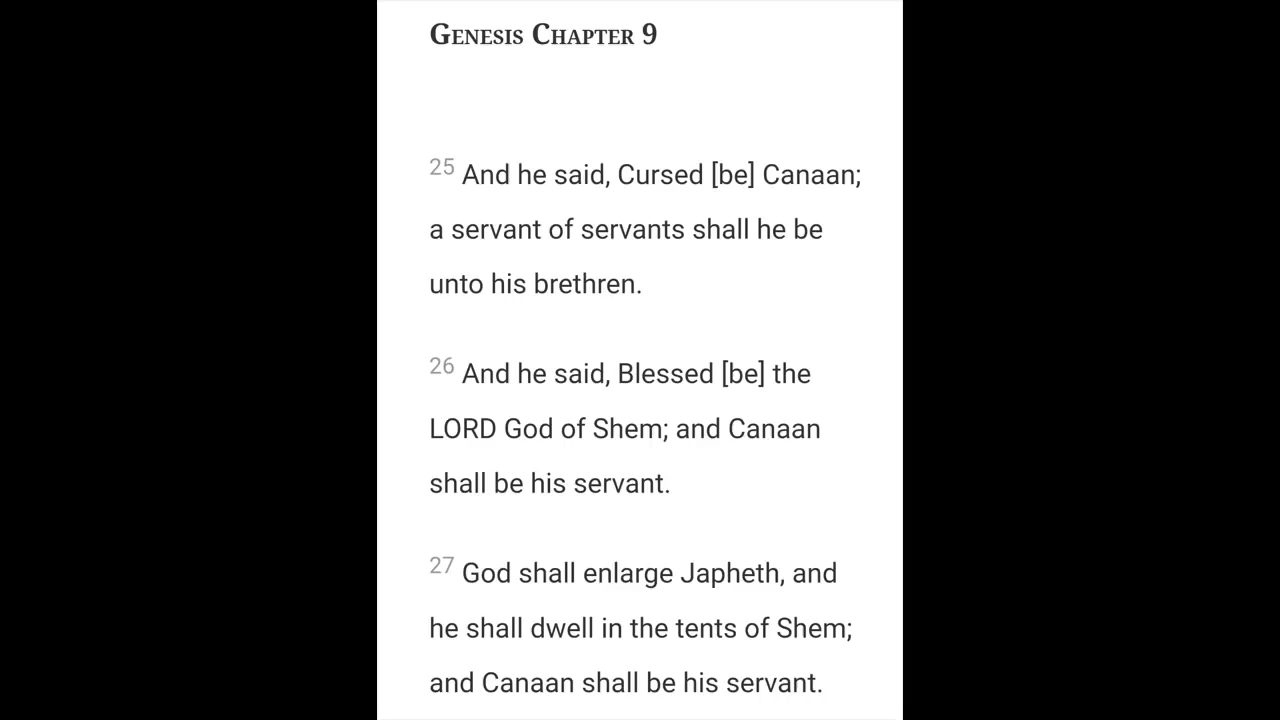 Genesis Chapter 9
25 And he said, Cursed [be] Canaan;
a servant of servants shall he be
unto his brethren.
26 And he said, Blessed [be] the
LORD God of Shem; and Canaan
shall be his servant.
27 God shall enlarge Japheth, and
he shall dwell in the tents of Shem;
and Canaan shall be his servant.